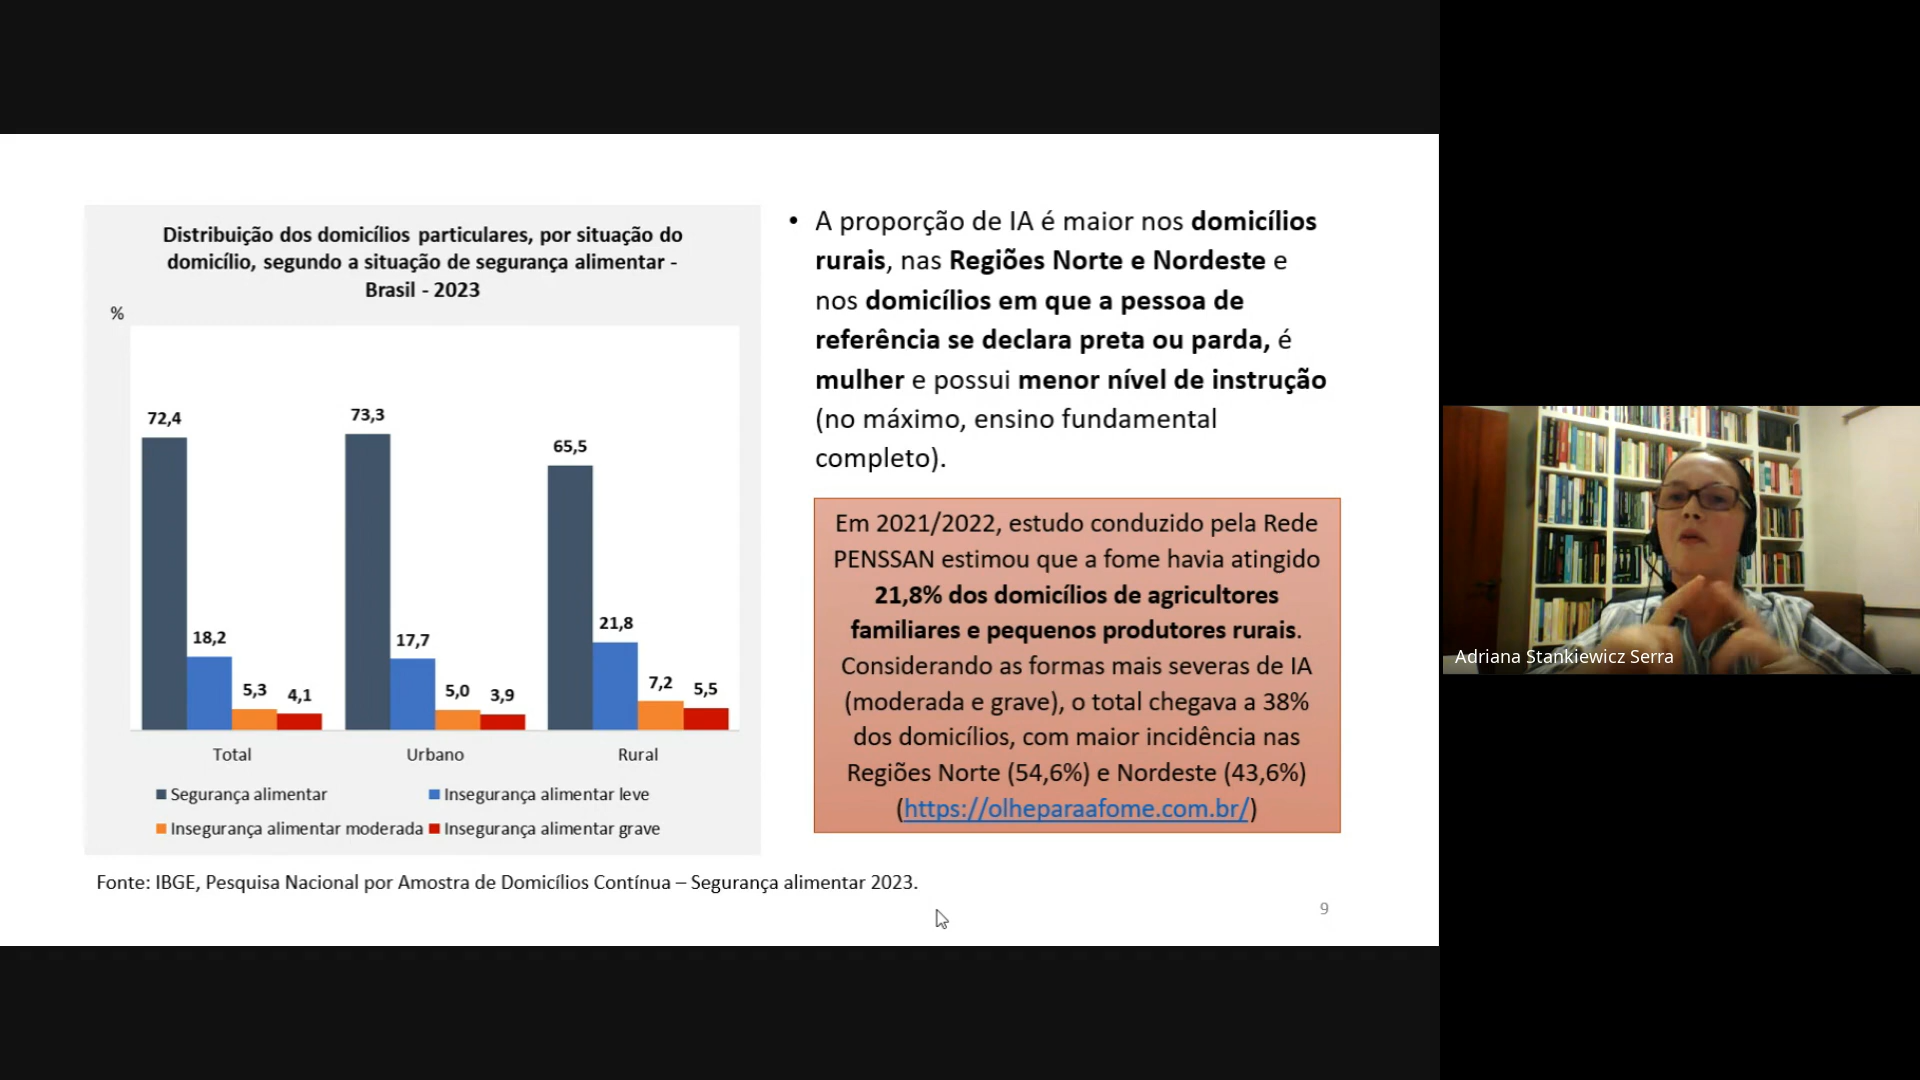 Distribuição dos domicílios particulares, por situação do
domicílio, segundo a situação de segurança alimentar -
Brasil - 2023
%
72,4
18,2
5,3
4,1
73,3
17,7
5,0
3,9
65,5
21,8
7,2
5,5
Total
Urbano
Rural
Segurança alimentar
Insegurança alimentar leve
Insegurança alimentar moderada
Insegurança alimentar grave
Fonte: IBGE, Pesquisa Nacional por Amostra de Domicílios Contínua – Segurança alimentar 2023.
• A proporção de IA é maior nos domicílios
rurais, nas Regiões Norte e Nordeste e
nos domicílios em que a pessoa de
referência se declara preta ou parda, é
mulher e possui menor nível de instrução
(no máximo, ensino fundamental
completo).
Em 2021/2022, estudo conduzido pela Rede
PENSSAN estimou que a fome havia atingido
21,8% dos domicílios de agricultores
familiares e pequenos produtores rurais.
Considerando as formas mais severas de IA
(moderada e grave), o total chegava a 38%
dos domicílios, com maior incidência nas
Regiões Norte (54,6%) e Nordeste (43,6%)
(https://olheparaafome.com.br/)
9
Adriana Stankiewicz Serra